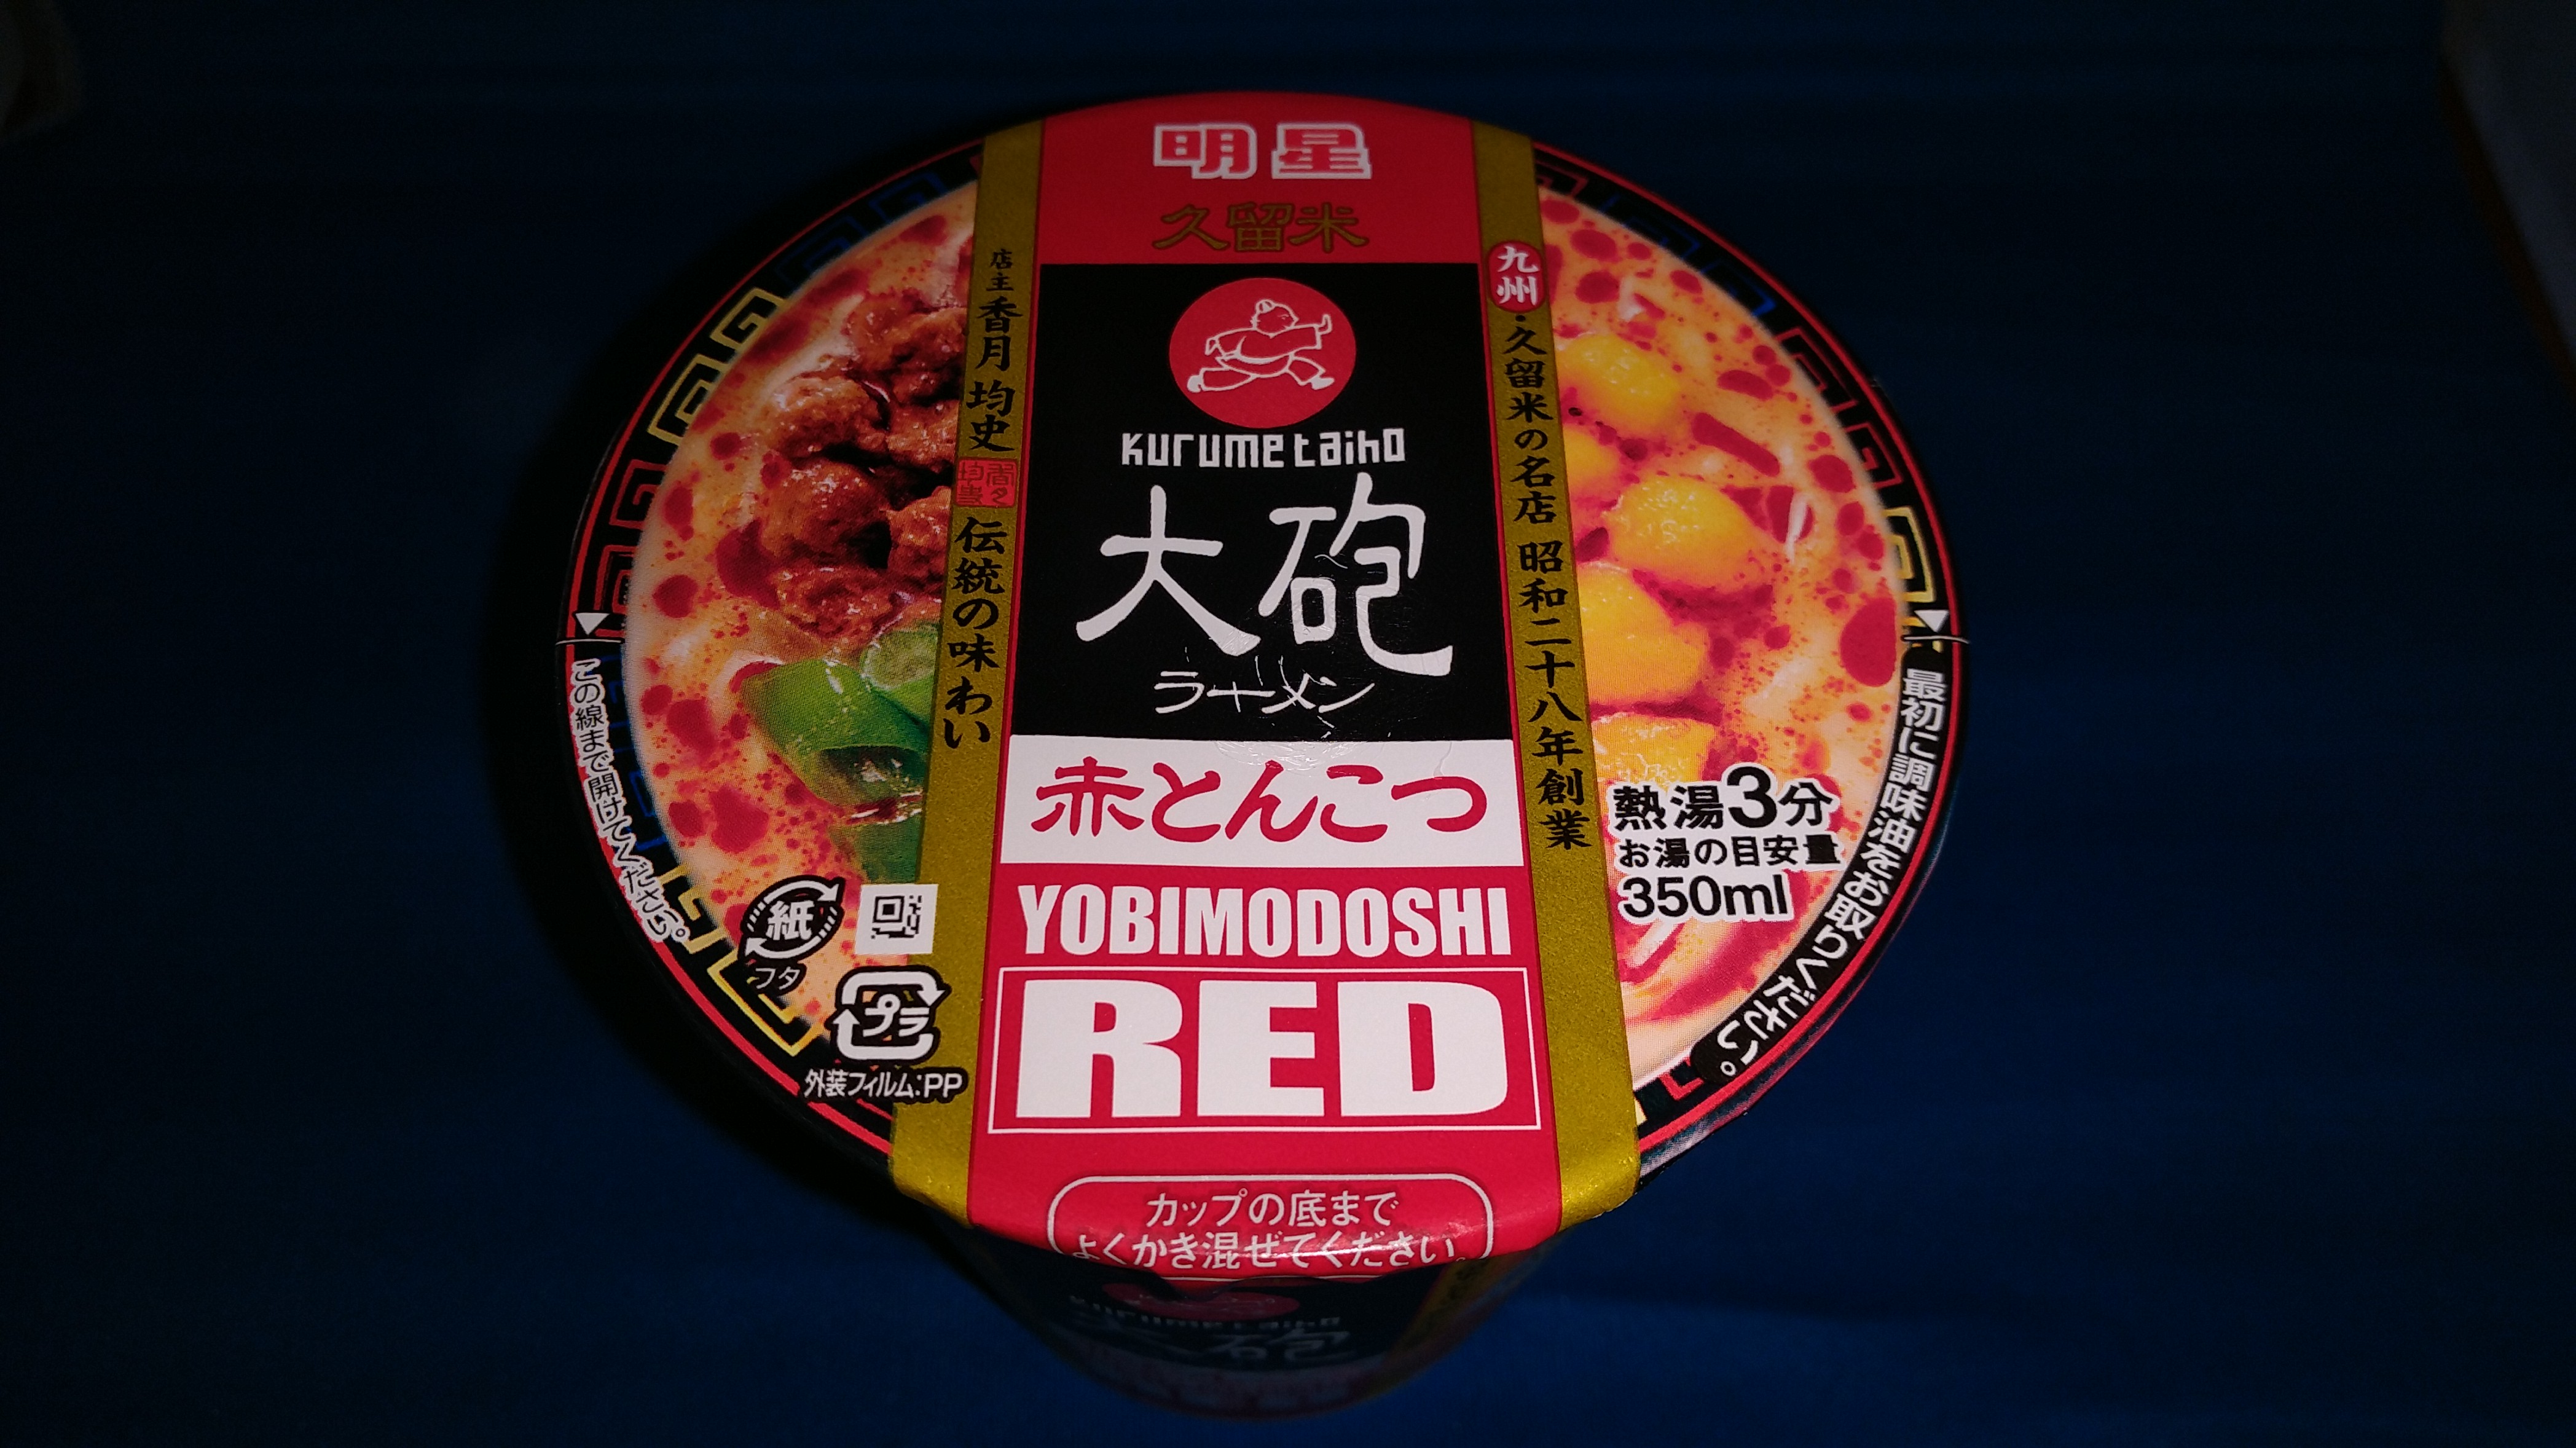 明星
久留米
店主 香月 均史 伝統の味わい
九州・久留米の名店 昭和二十八年創業
kurume taiho
大砲
ラーメン
赤とんこつ
YOBIMODOSHI
RED
熱湯3分
お湯の目安量
350ml
この線まで開けてください。
最初に調味油をお取りください。
紙
フタ
プラ
外装フィルム:PP
カップの底まで
よくかき混ぜてください。
kurume taiho
大砲